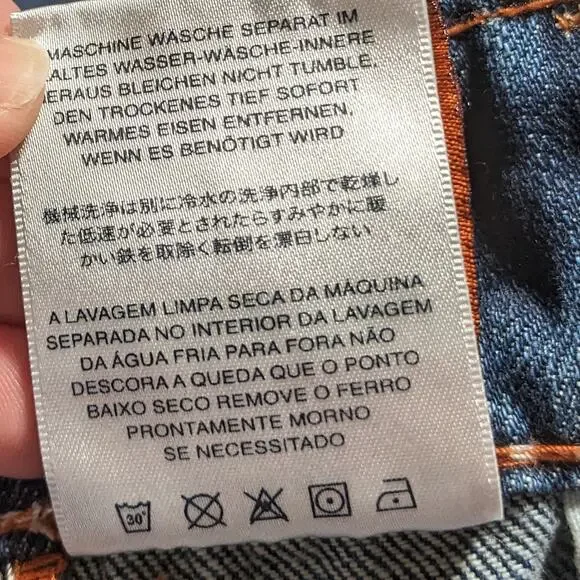 MASCHINE WASCHE SEPARAT IM
ALTES WASSER-WÄSCHE-INNERE
ERAUS BLEICHEN NICHT TUMBLE,
DEN TROCKENES TIEF SOFORT
WARMES EISEN ENTFERNEN,
WENN ES BENÖTIGT WIRD
機械洗浄は別に冷水の洗浄内部で乾燥し
た低速が必要とされたらすみやかに暖
かい鉄を取除く転倒を漂白しない
A LAVAGEM LIMPA SECA DA MÁQUINA
SEPARADA NO INTERIOR DA LAVAGEM
DA ÁGUA FRIA PARA FORA NÃO
DESCORA A QUEDA QUE O PONTO
BAIXO SECO REMOVE O FERRO
PRONTAMENTE MORNO
SE NECESSITADO
30°